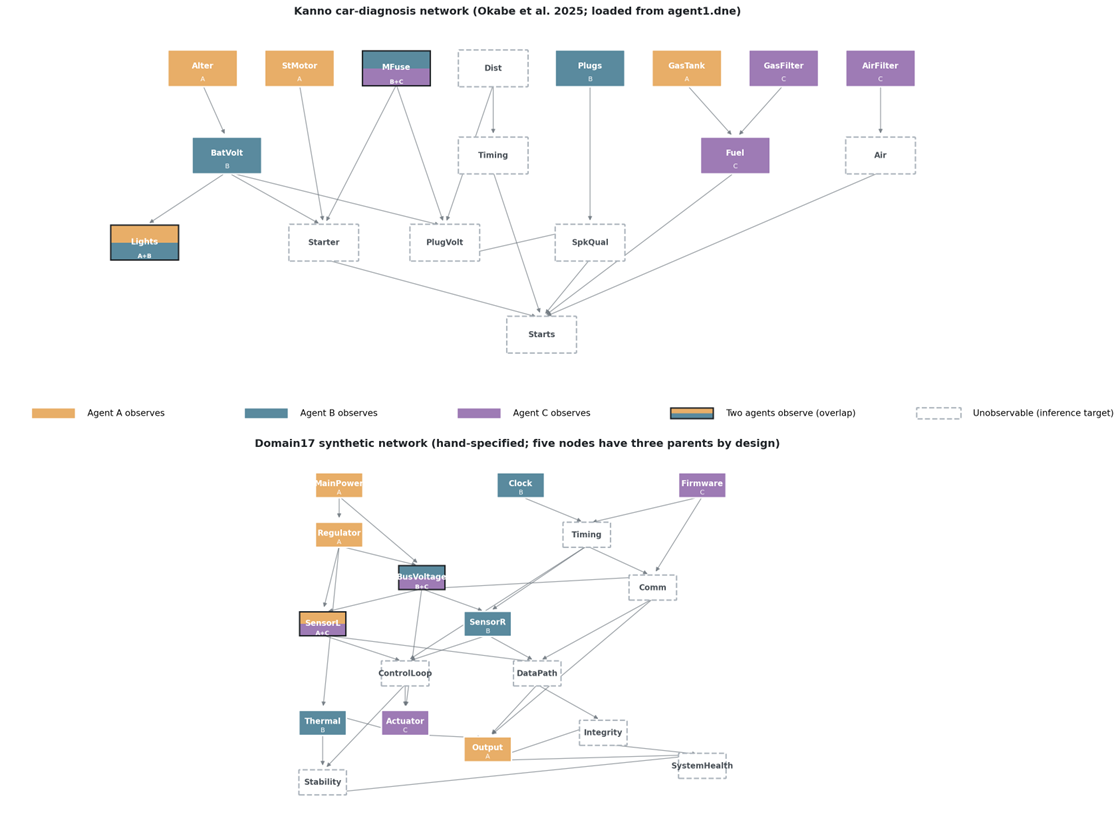 Kanno car-diagnosis network (Okabe et al. 2025; loaded from agent1.dne)
Alter
A
StMotor
A
MFuse
B+C
Dist
Plugs
B
GasTank
A
GasFilter
C
AirFilter
C
BatVolt
B
Timing
Fuel
C
Air
Lights
A+B
Starter
PlugVolt
SpkQual
Starts
Agent A observes
Agent B observes
Agent C observes
Two agents observe (overlap)
Unobservable (inference target)
Domain17 synthetic network (hand-specified; five nodes have three parents by design)
MainPower
A
Clock
B
Firmware
C
Regulator
A
Timing
BusVoltage
B+C
Comm
SensorL
A+C
SensorR
B
ControlLoop
DataPath
Thermal
B
Actuator
C
Integrity
Output
A
SystemHealth
Stability